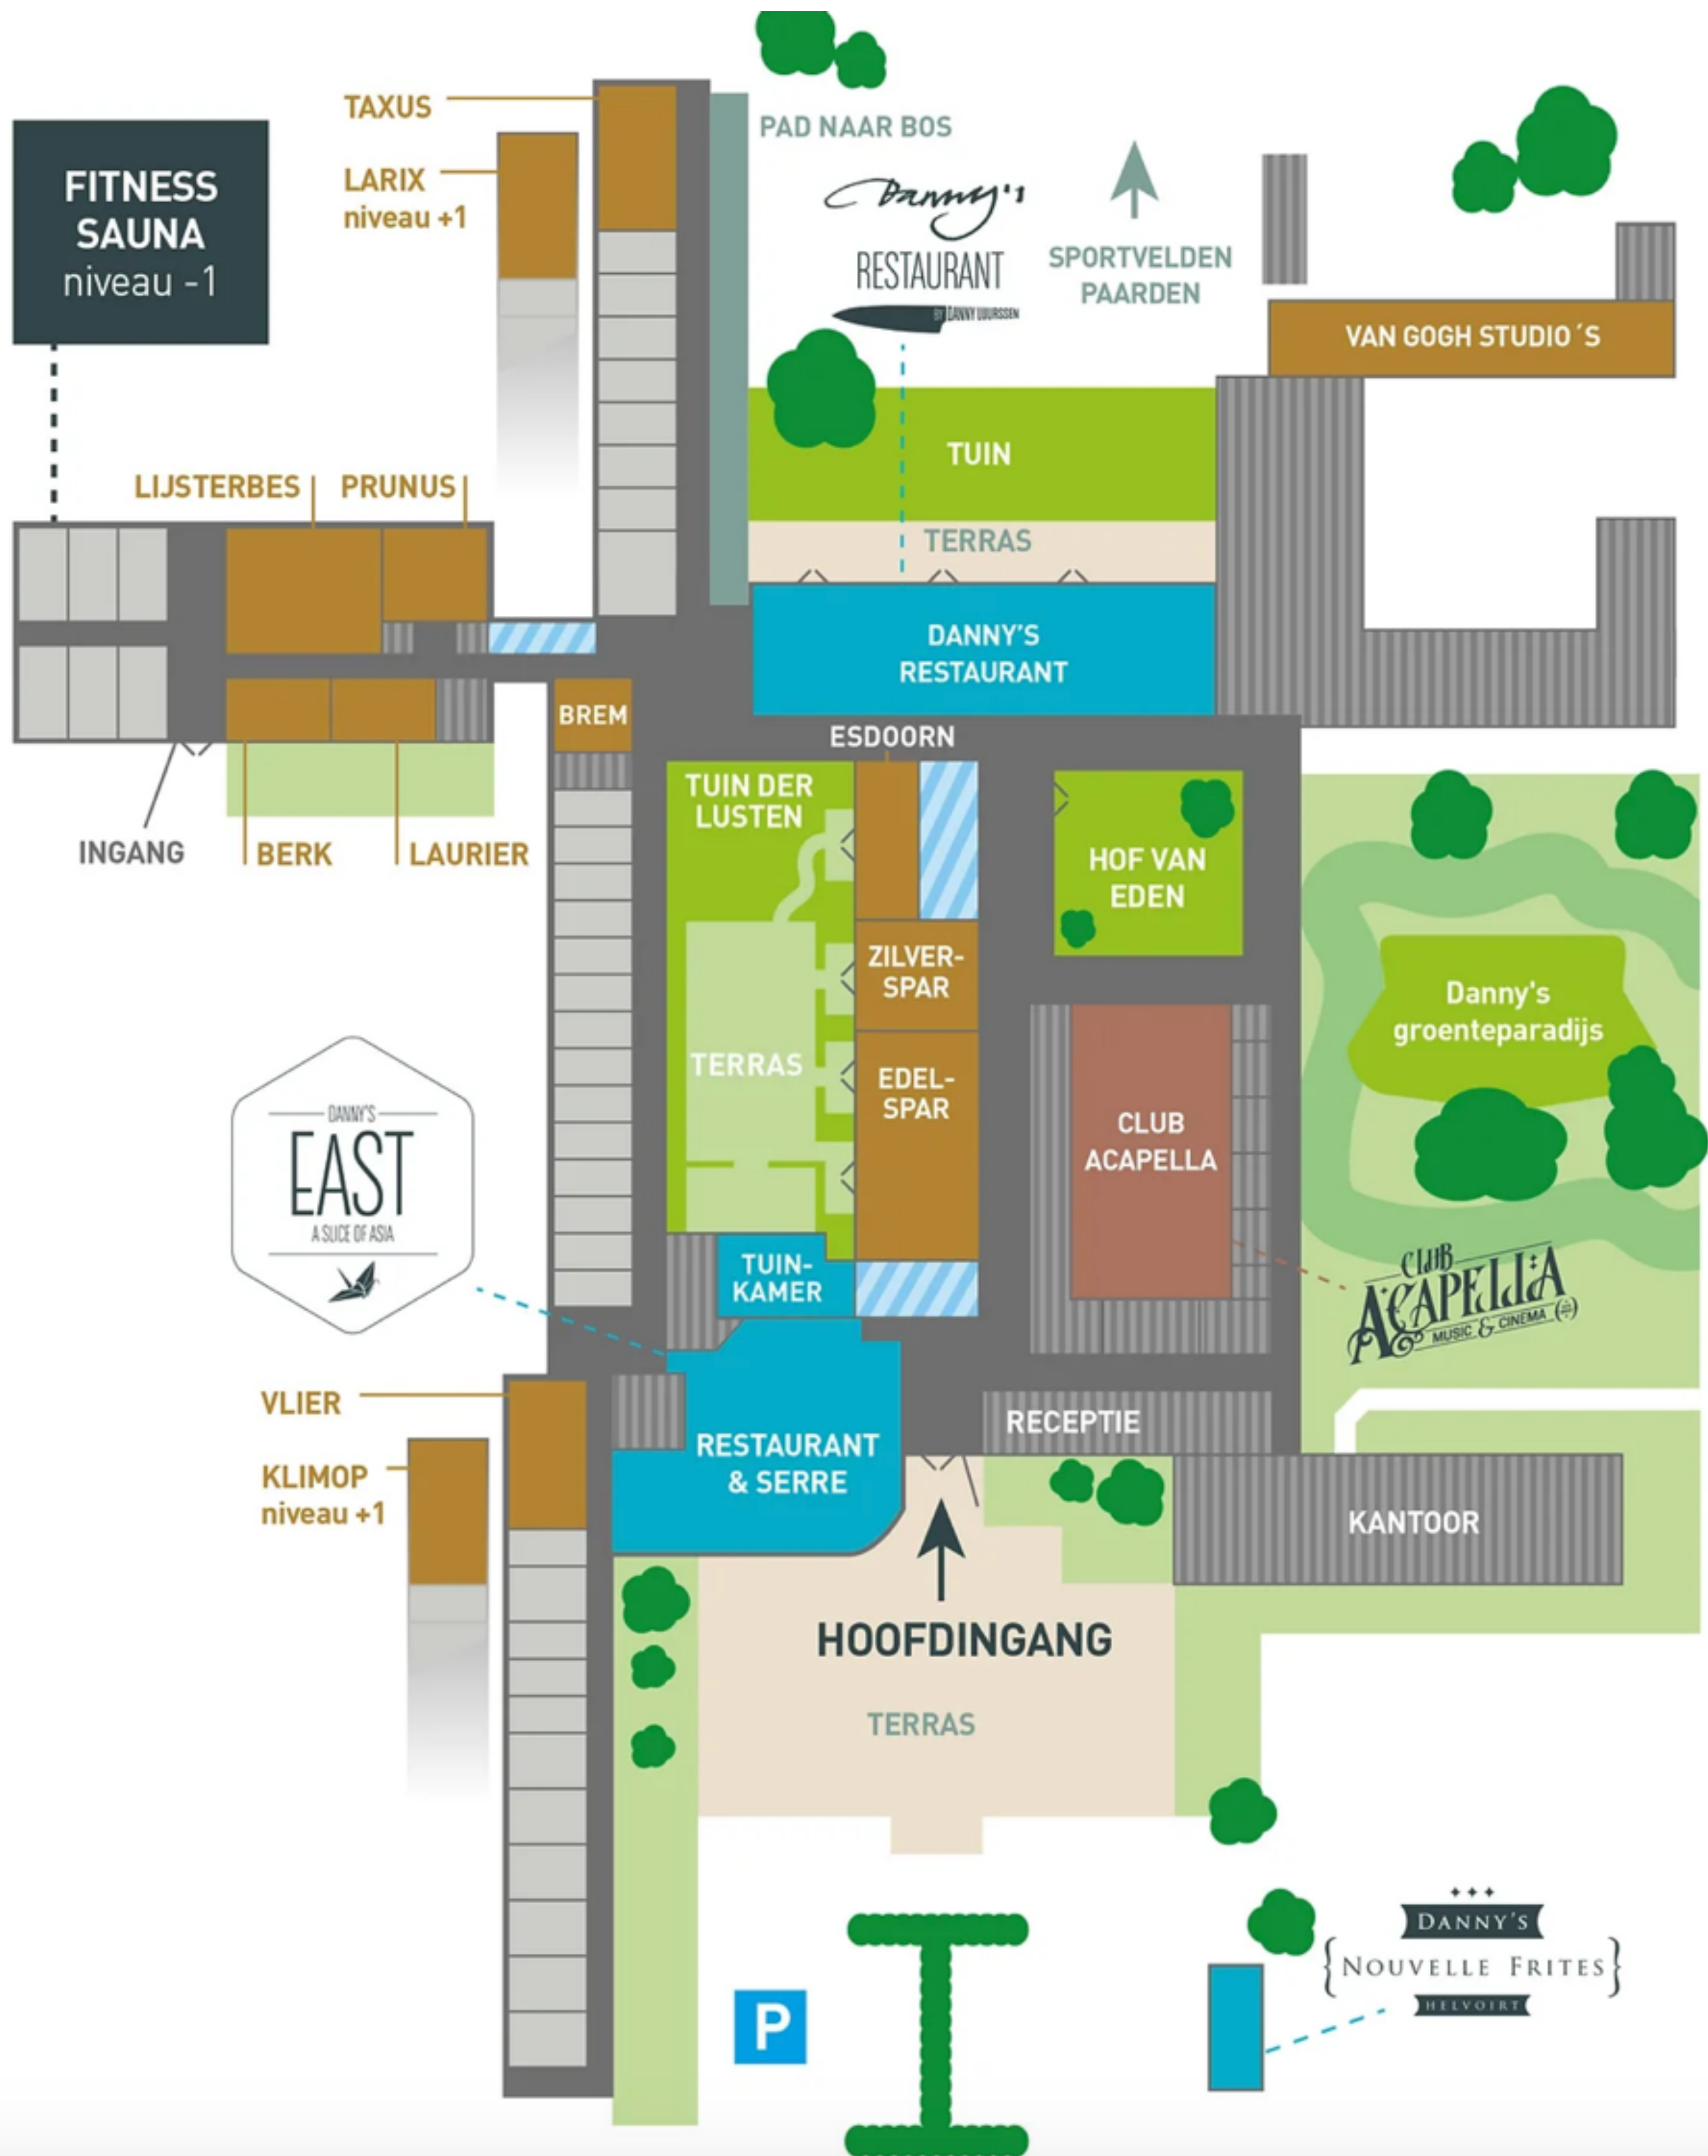 TAXUS
PAD NAAR BOS
FITNESS
SAUNA
niveau -1
LARIX
niveau +1
Danny's
RESTAURANT
BY DANNY LUURSSEN
SPORTVELDEN
PAARDEN
VAN GOGH STUDIO´S
TUIN
LIJSTERBES
PRUNUS
TERRAS
DANNY'S
RESTAURANT
BREM
ESDOORN
TUIN DER
LUSTEN
INGANG
BERK
LAURIER
HOF VAN
EDEN
ZILVER-
SPAR
Danny's
groenteparadijs
TERRAS
EDEL-
SPAR
DANNY'S
EAST
A SLICE OF ASIA
CLUB
ACAPELLA
TUIN-
KAMER
CLUB
ACAPELLA
MUSIC & CINEMA
VLIER
RECEPTIE
RESTAURANT
& SERRE
KLIMOP
niveau +1
KANTOOR
HOOFDINGANG
TERRAS
DANNY'S
{NOUVELLE FRITES}
HELVOIRT
P